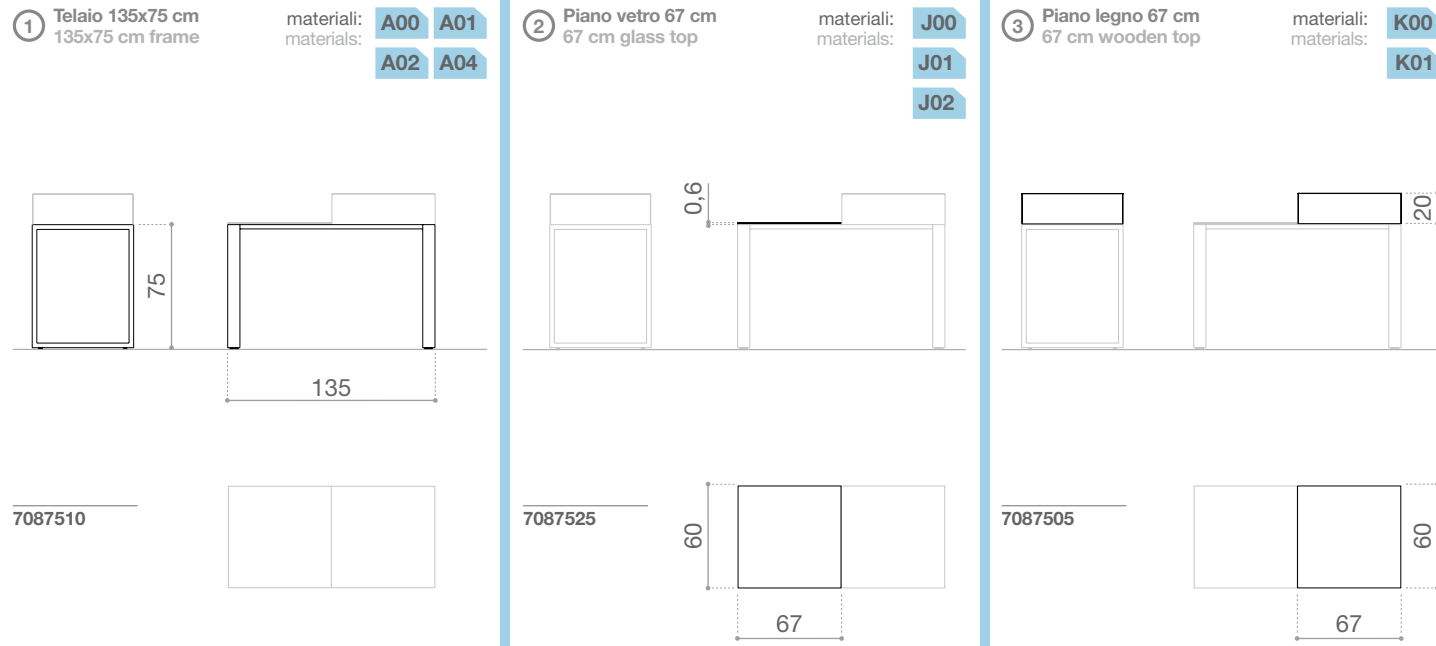 1
Telaio 135x75 cm
135x75 cm frame
materiali:
materials:
A00 A01
A02 A04
75
135
7087510
2
Piano vetro 67 cm
67 cm glass top
materiali:
materials:
J00
J01
J02
0,6
7087525
60
67
3
Piano legno 67 cm
67 cm wooden top
materiali:
materials:
K00
K01
20
7087505
60
67